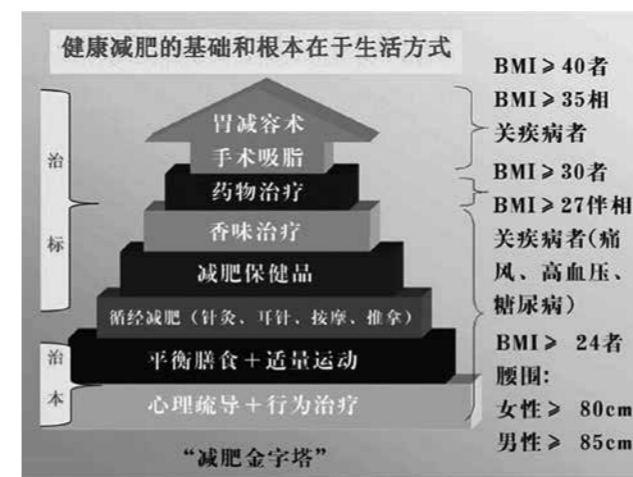 健康减肥的基础和根本在于生活方式
胃减容术
手术吸脂
药物治疗
香味治疗
减肥保健品
循经减肥（针灸、耳针、按摩、推拿）
平衡膳食＋适量运动
心理疏导＋行为治疗
治
标
治
本
BMI≥40者
BMI≥35相
关疾病者
BMI≥30者
BMI≥27伴相
关疾病者(痛
风、高血压、
糖尿病)
BMI≥ 24者
腰围:
女性≥ 80cm
男性≥ 85cm
“减肥金字塔”